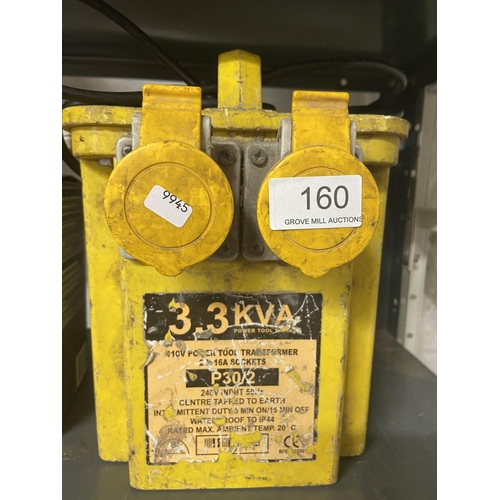 9945
160
GROVE MILL AUCTIONS
3.3KVA
POWER TOOL
110V POWER TOOL TRANSFORMER
16A SOCKETS
P30/2
240V INPUT 50Hz
CENTRE TAPPED TO EARTH
INTERMITTENT DUTY 5 MIN ON/15 MIN OFF
WATERPROOF TO IP44
RATED MAX. AMBIENT TEMP. 20°C
CE